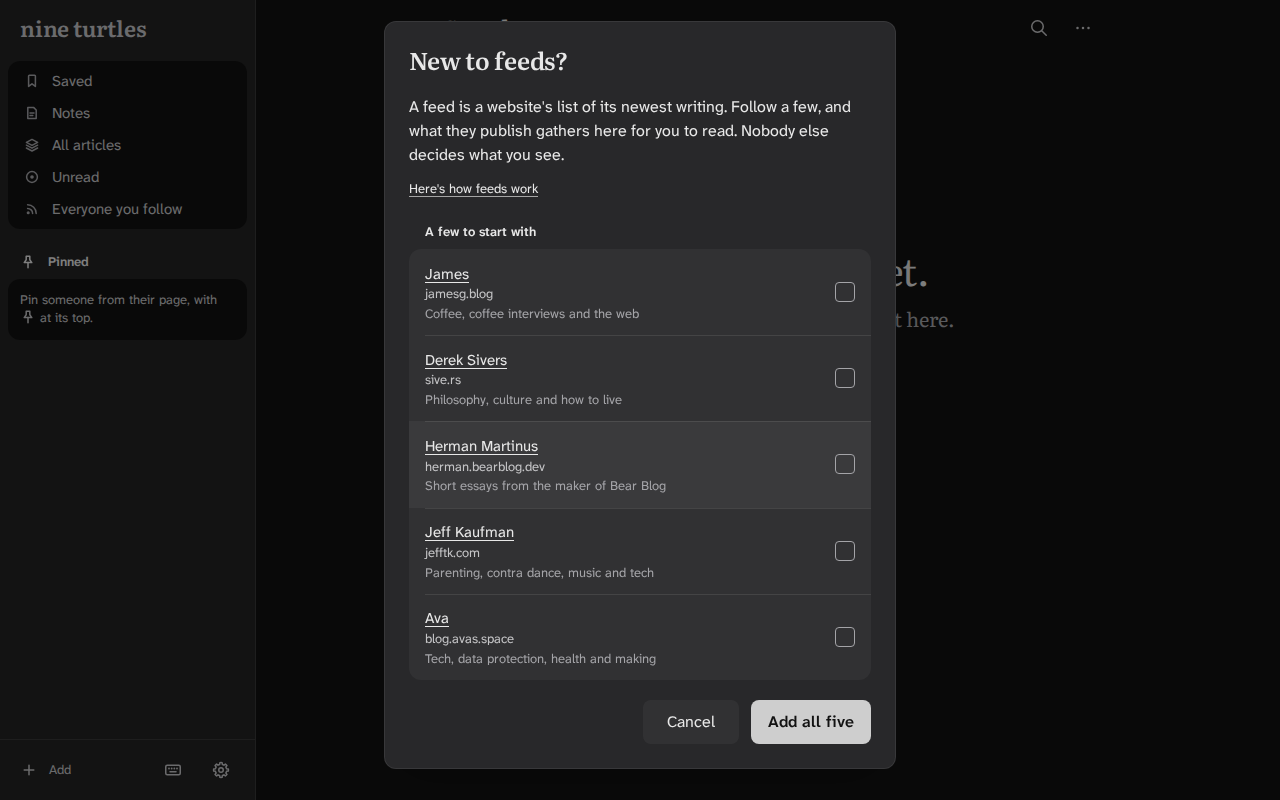 nine turtles
Saved
Notes
All articles
Unread
Everyone you follow
Pinned
Pin someone from their page, with
at its top.
Add
New to feeds?
A feed is a website's list of its newest writing. Follow a few, and
what they publish gathers here for you to read. Nobody else
decides what you see.
Here's how feeds work
A few to start with
James
jamesg.blog
Coffee, coffee interviews and the web
Derek Sivers
sive.rs
Philosophy, culture and how to live
Herman Martinus
herman.bearblog.dev
Short essays from the maker of Bear Blog
Jeff Kaufman
jefftk.com
Parenting, contra dance, music and tech
Ava
blog.avas.space
Tech, data protection, health and making
Cancel
Add all five
here.